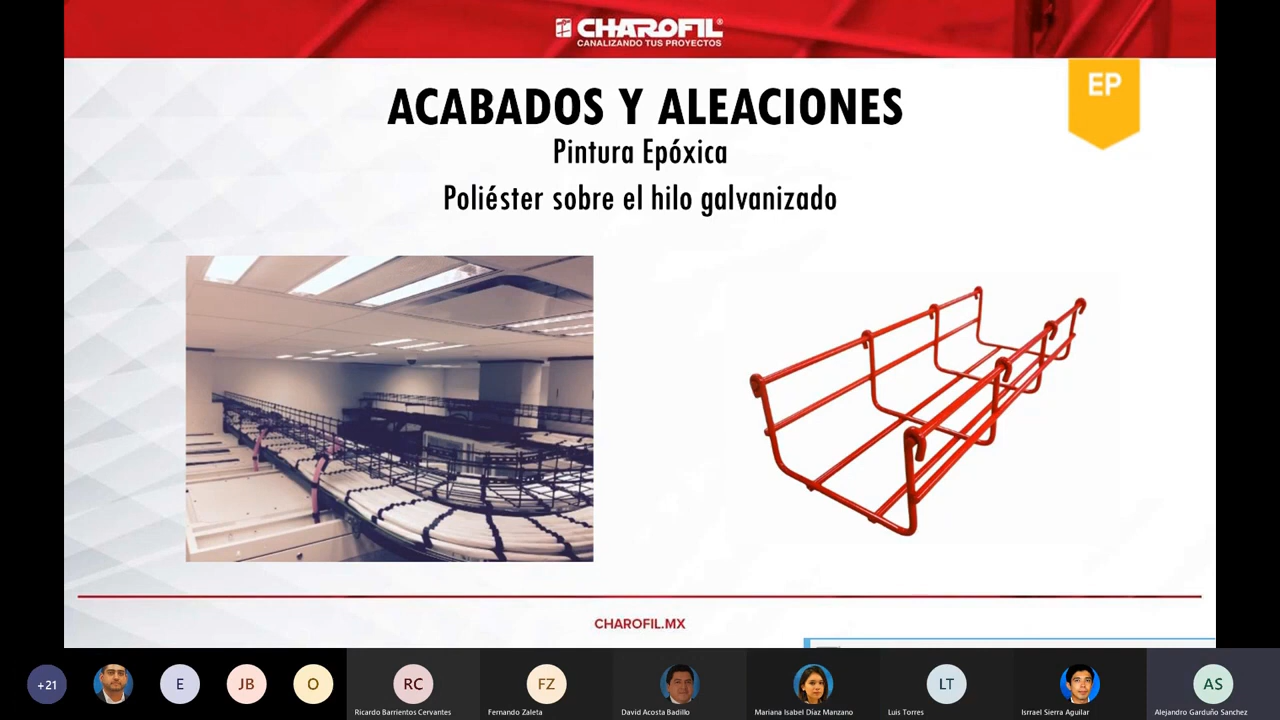 CHAROFIL®
CANALIZANDO TUS PROYECTOS
EP
ACABADOS Y ALEACIONES
Pintura Epóxica
Poliéster sobre el hilo galvanizado
CHAROFIL.MX
+21
E
JB
O
RC
FZ
LT
AS
Ricardo Barrientos Cervantes
Fernando Zaleta
David Acosta Badillo
Mariana Isabel Díaz Manzano
Luis Torres
Isrrael Sierra Aguilar
Alejandro Garduño Sanchez